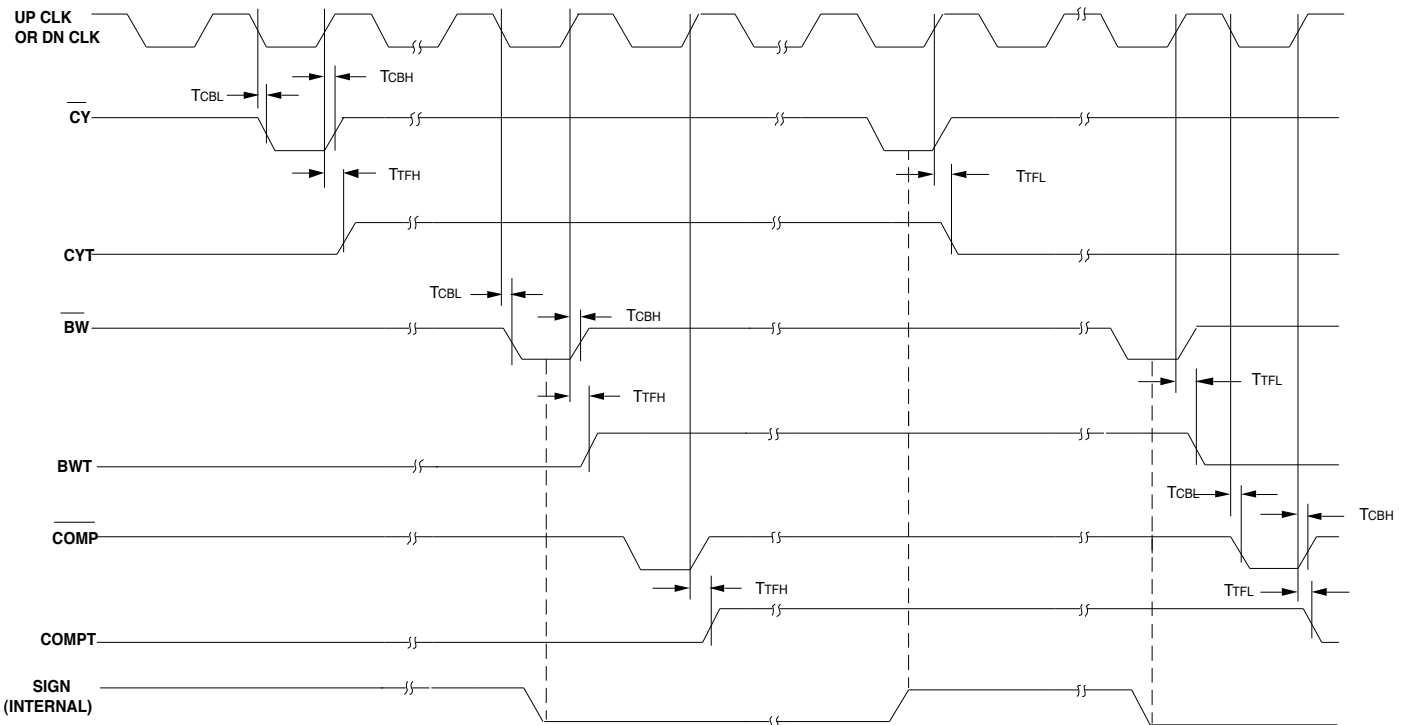 UP CLK
OR DN CLK
TCBH
TCBL
CY
TTFH
TTFL
CYT
TCBL
TCBH
BW
TTFL
TTFH
BWT
TCBL
TCBH
COMP
TTFH
TTFL
COMPT
SIGN
(INTERNAL)